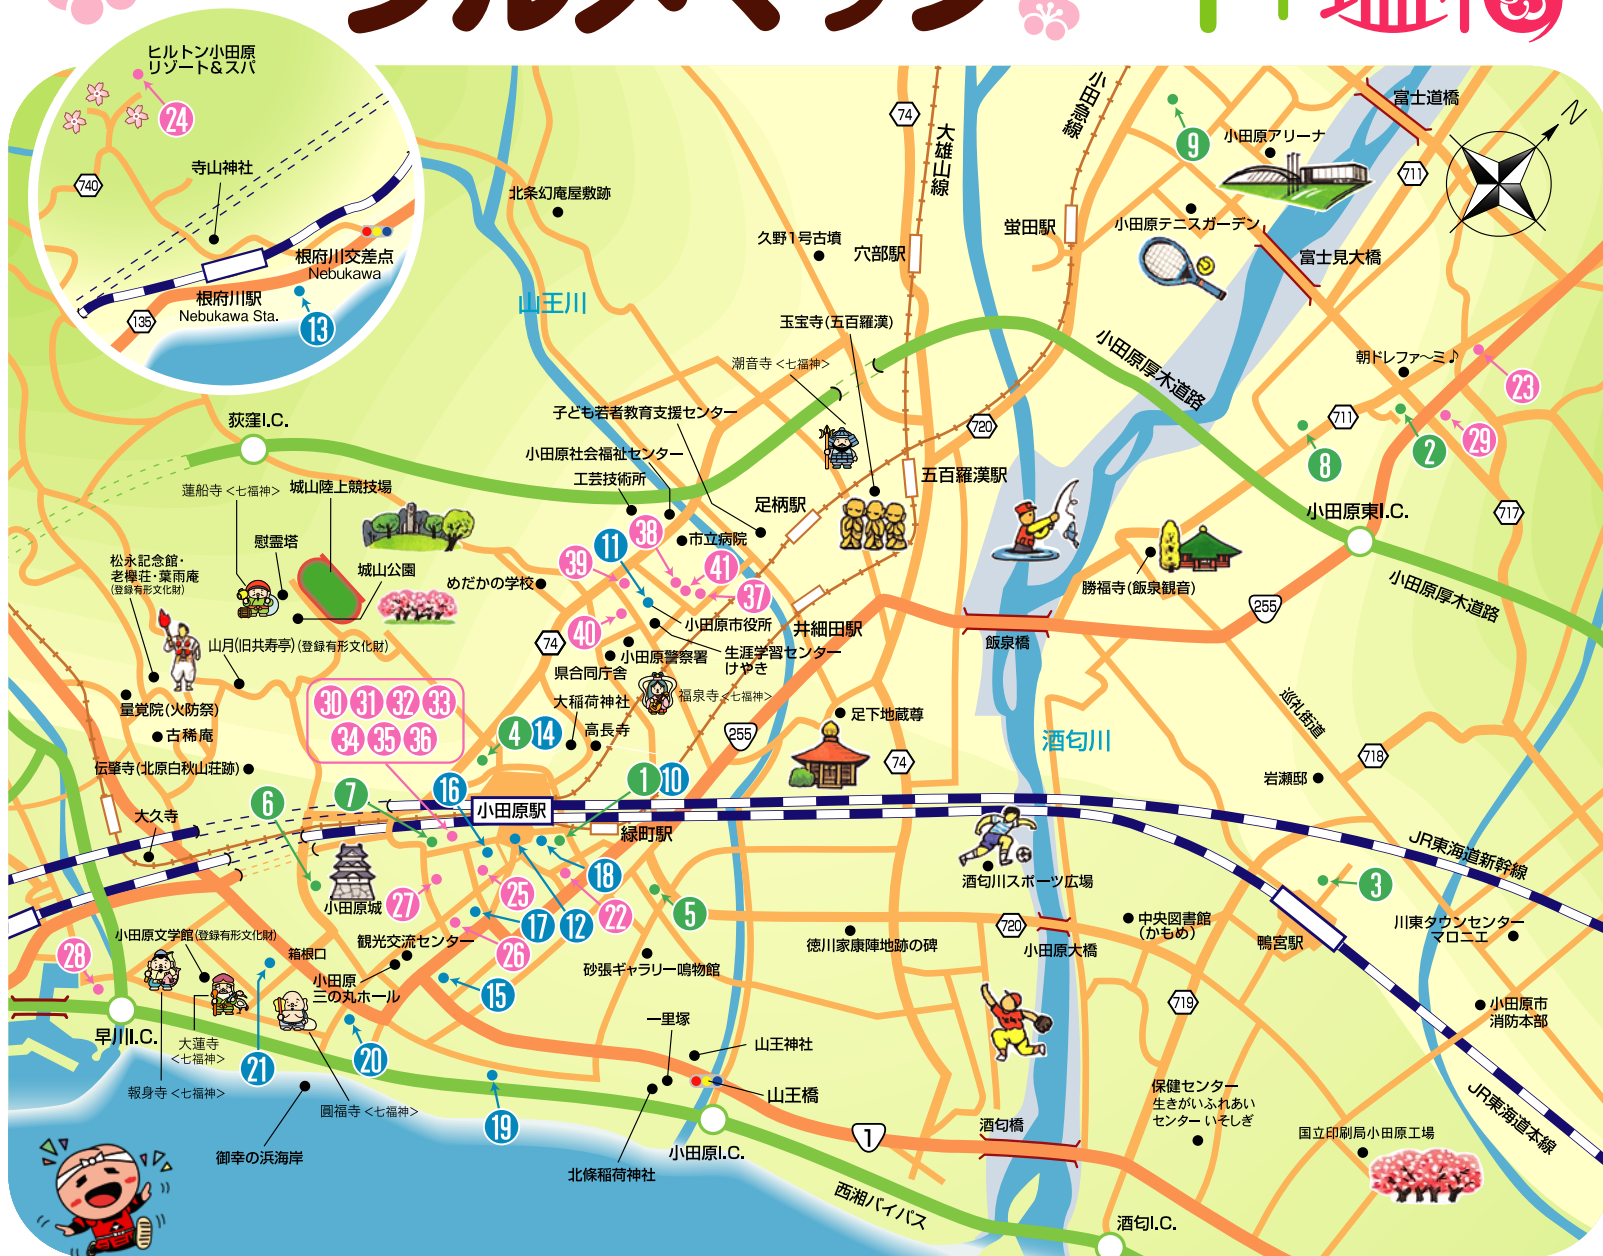 グルメマップ
ヒルトン小田原
リゾート&スパ
24
寺山神社
740
根府川交差点
Nebukawa
根府川駅
Nebukawa Sta.
135
13
山王川
北条幻庵屋敷跡
74
大雄山線
小田急線
9
小田原アリーナ
富士道橋
711
N
久野1号古墳
穴部駅
蛍田駅
小田原テニスガーデン
富士見大橋
玉宝寺(五百羅漢)
潮音寺<七福神>
小田原厚木道路
朝ドレファ～ミ♪
23
711
2
29
8
717
荻窪I.C.
子ども若者教育支援センター
小田原社会福祉センター
工芸技術所
720
五百羅漢駅
足柄駅
小田原東I.C.
蓮船寺<七福神>
城山陸上競技場
慰霊塔
城山公園
松永記念館・
老欅荘・葉雨庵
(登録有形文化財)
めだかの学校
39
11
38
市立病院
41
37
40
小田原市役所
生涯学習センター
けやき
小田原警察署
県合同庁舎
74
井細田駅
勝福寺(飯泉観音)
小田原厚木道路
255
飯泉橋
山月(旧共寿亭)(登録有形文化財)
量覚院(火防祭)
古稀庵
伝肇寺(北原白秋山荘跡)
30 31 32 33
34 35 36
大稲荷神社
高長寺
福泉寺<七福神>
255
足下地蔵尊
74
酒匂川
巡礼街道
718
岩瀬邸
4 14
1 10
16
7
6
小田原駅
緑町駅
大久寺
小田原城
27
25
18
22
17
12
26
5
15
JR東海道新幹線
酒匂川スポーツ広場
3
徳川家康陣地跡の碑
720
小田原大橋
中央図書館
(かもめ)
鴨宮駅
川東タウンセンター
マロニエ
小田原文学館(登録有形文化財)
28
箱根口
観光交流センター
小田原
三の丸ホール
砂張ギャラリー鳴物館
719
小田原市
消防本部
早川I.C.
大蓮寺
<七福神>
報身寺<七福神>
21
20
圓福寺<七福神>
御幸の浜海岸
19
一里塚
山王神社
山王橋
北條稲荷神社
小田原I.C.
1
西湘バイパス
酒匂橋
保健センター
生きがいふれあい
センター いそしぎ
JR東海道本線
国立印刷局小田原工場
酒匂I.C.